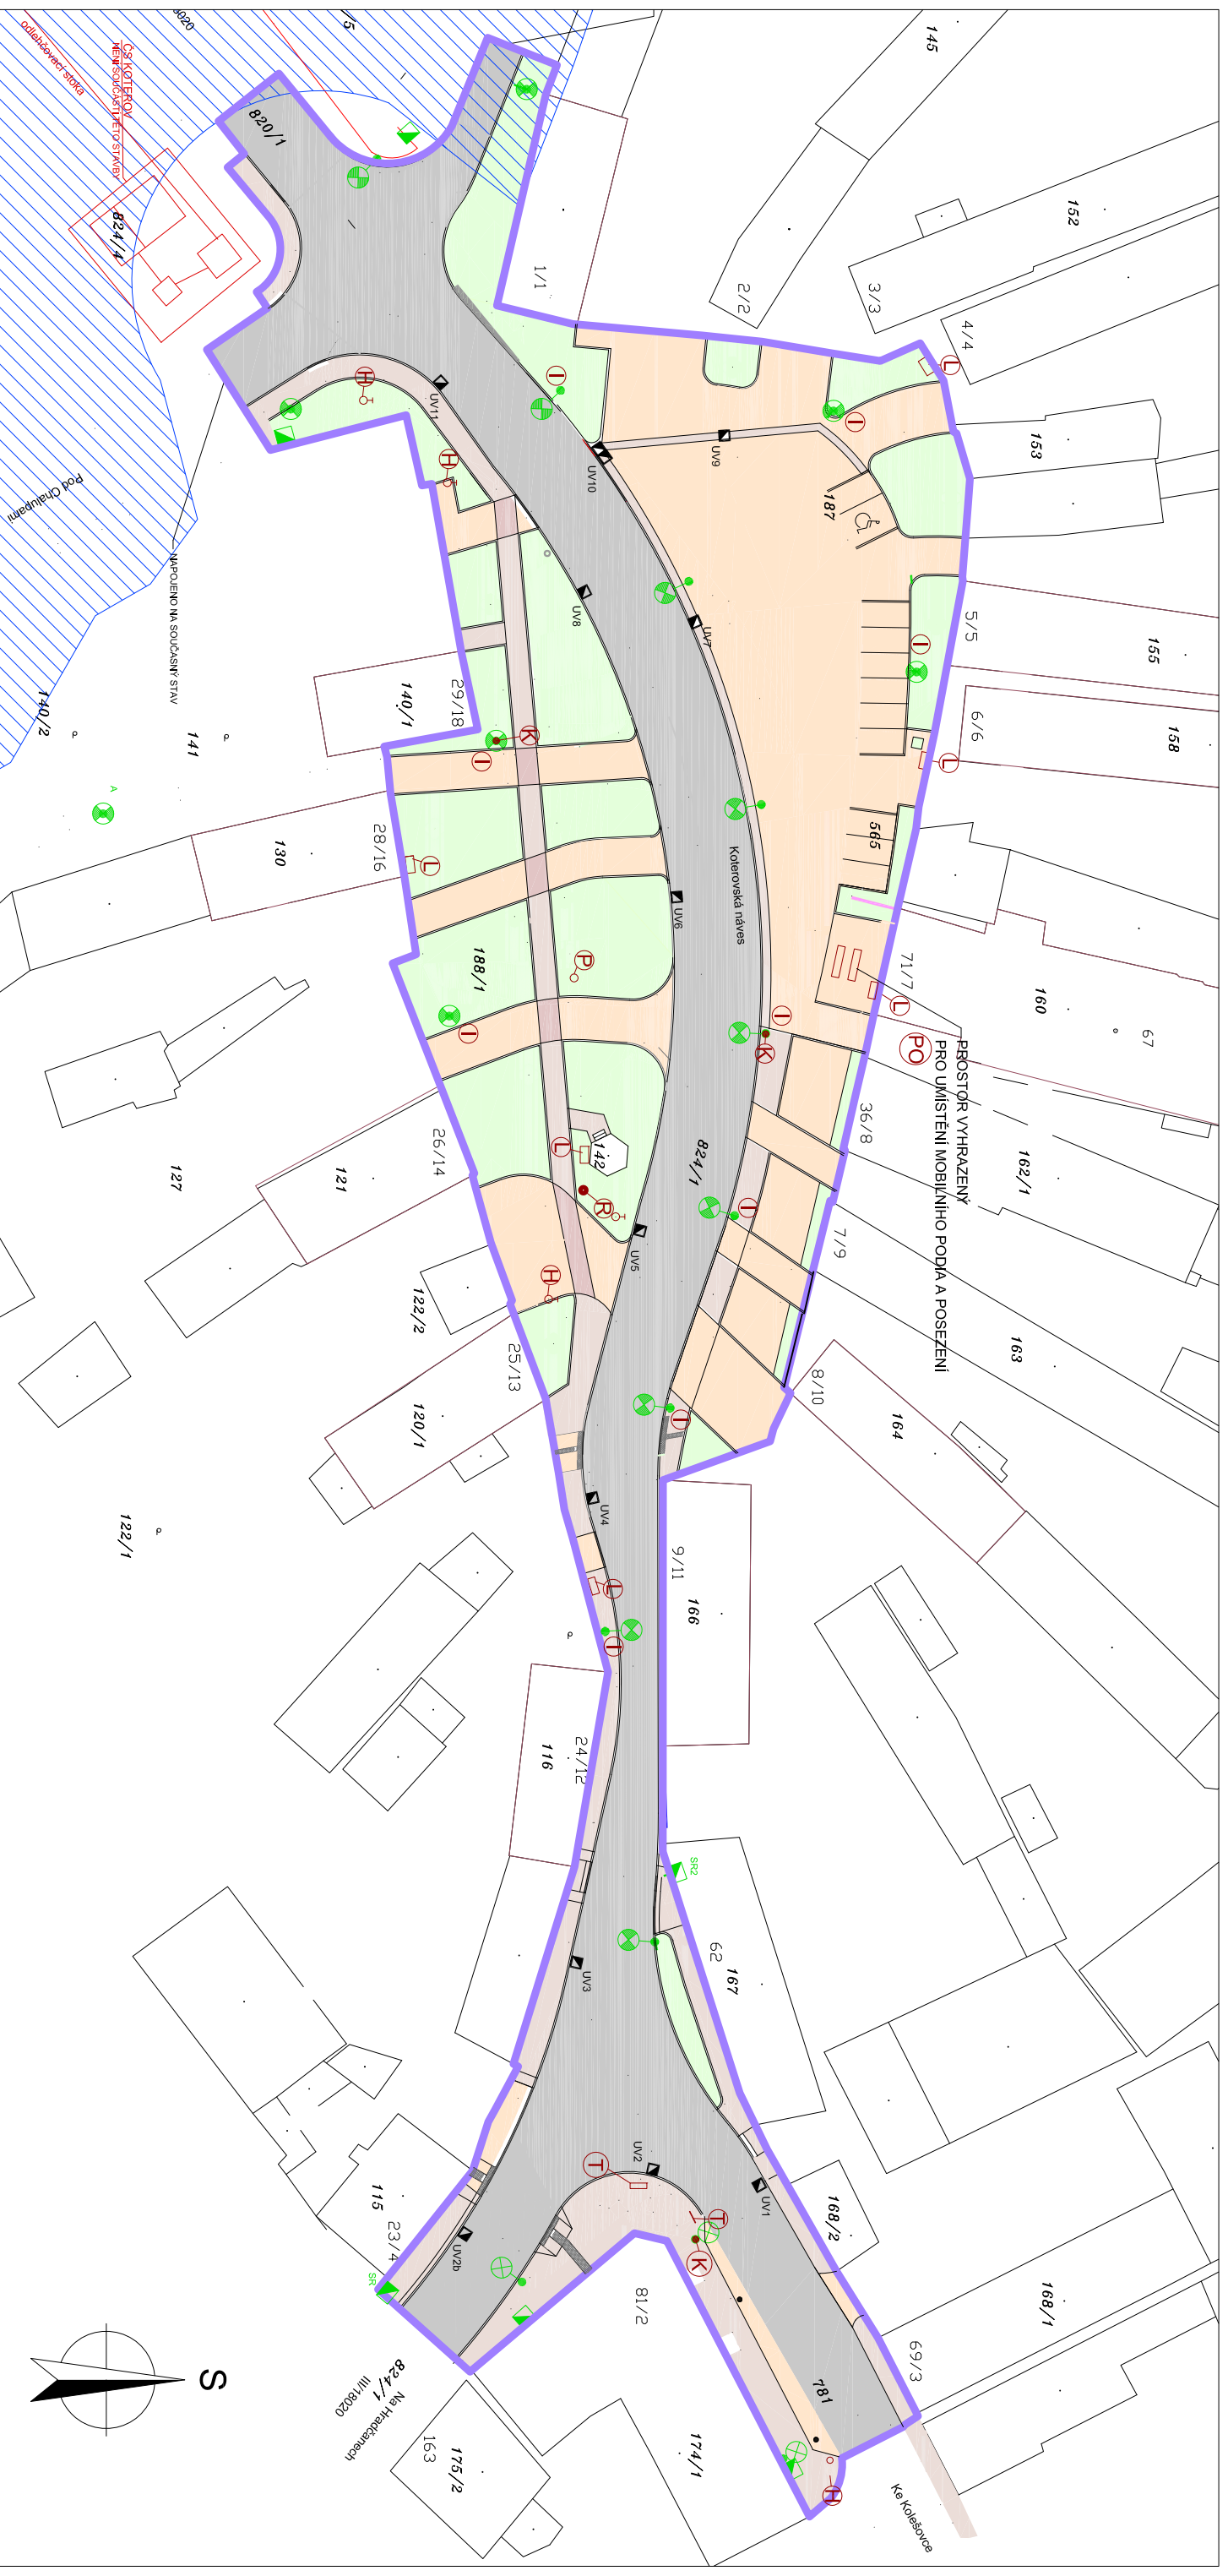 145
5
8020
odlehčovací stoka
ČS KOTEROV
NENÍ SOUČÁSTÍ TÉTO STAVBY
820/1
824/4
152
1/1
2/2
3/3
4/4
L
153
I
I
H
UV11
H
UV10
UV9
187
Pod Chalupami
NAPOJENO NA SOUČASNÝ STAV
UV8
UV7
5/5
155
I
6/6
158
L
140/2
141
140/1
29/18
K
I
A
130
28/16
L
565
Koterovská náves
UV6
188/1
P
I
71/7
L
160
67
PO
PROSTOR VYHRAZENÝ
PRO UMÍSTĚNÍ MOBILNÍHO PODIA A POSEZENÍ
I
K
36/8
162/1
26/14
127
121
L
142
R
824/1
I
7/9
UV5
H
122/2
25/13
163
8/10
164
120/1
I
UV4
122/1
9/11
166
L
I
116
24/12
SR2
62
167
UV3
T
UV2
UV1
T
K
168/2
115
23/4
UV2b
SR
81/2
168/1
69/3
S
824/1
Na Hradčanech
III/18020
163
175/2
174/1
781
H
Ke Kolešovce